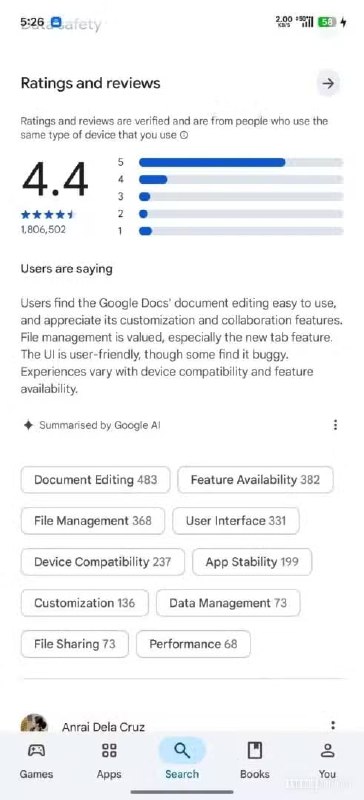 5:26
2.00
KB/S
58
Data safety
Ratings and reviews
Ratings and reviews are verified and are from people who use the
same type of device that you use
4.4
1,806,502
5
4
3
2
1
Users are saying
Users find the Google Docs' document editing easy to use,
and appreciate its customization and collaboration features.
File management is valued, especially the new tab feature.
The UI is user-friendly, though some find it buggy.
Experiences vary with device compatibility and feature
availability.
Summarised by Google AI
Document Editing 483
Feature Availability 382
File Management 368
User Interface 331
Device Compatibility 237
App Stability 199
Customization 136
Data Management 73
File Sharing 73
Performance 68
Anrai Dela Cruz
Games
Apps
Search
Books
You